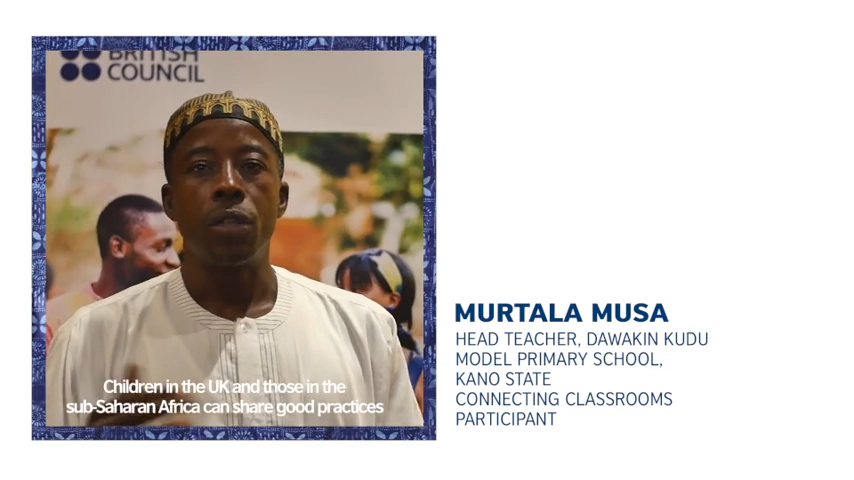 BRITISH
COUNCIL
Children in the UK and those in the
sub-Saharan Africa can share good practices
MURTALA MUSA
HEAD TEACHER, DAWAKIN KUDU
MODEL PRIMARY SCHOOL,
KANO STATE
CONNECTING CLASSROOMS
PARTICIPANT